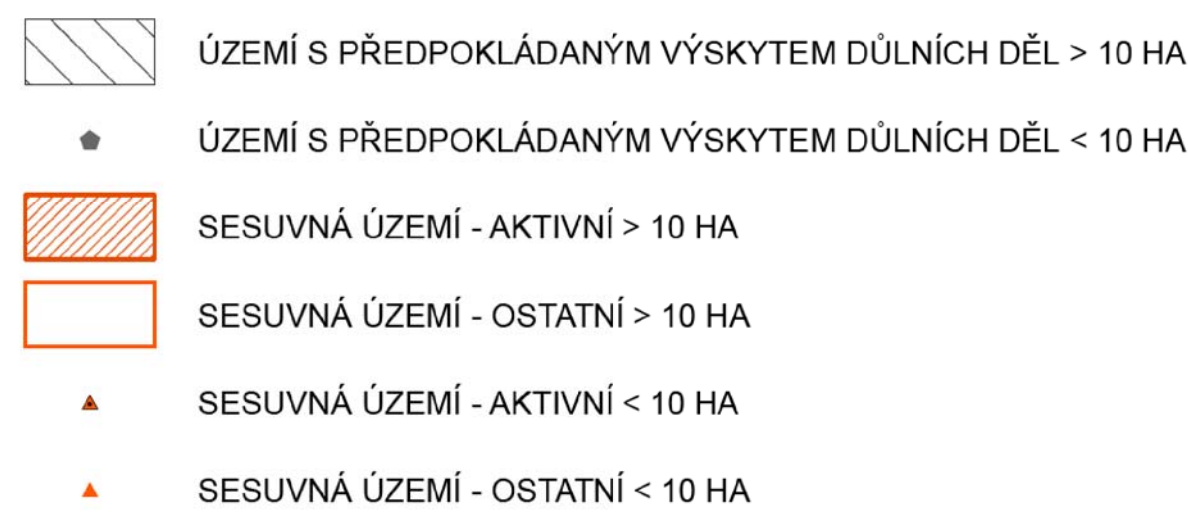 ÚZEMÍ S PŘEDPOKLÁDANÝM VÝSKYTEM DŮLNÍCH DĚL > 10 HA
ÚZEMÍ S PŘEDPOKLÁDANÝM VÝSKYTEM DŮLNÍCH DĚL < 10 HA
SESUVNÁ ÚZEMÍ - AKTIVNÍ > 10 HA
SESUVNÁ ÚZEMÍ - OSTATNÍ > 10 HA
SESUVNÁ ÚZEMÍ - AKTIVNÍ < 10 HA
SESUVNÁ ÚZEMÍ - OSTATNÍ < 10 HA